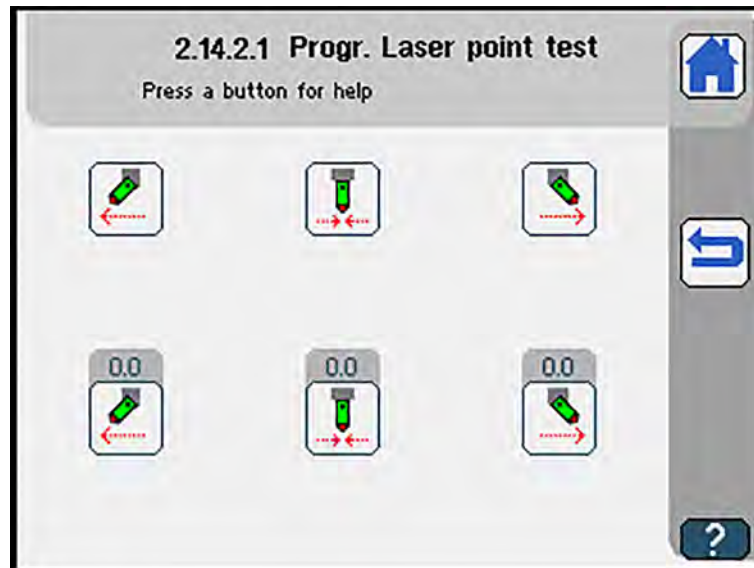 2.14.2.1 Progr. Laser point test
Press a button for help
0.0 0.0 0.0
?